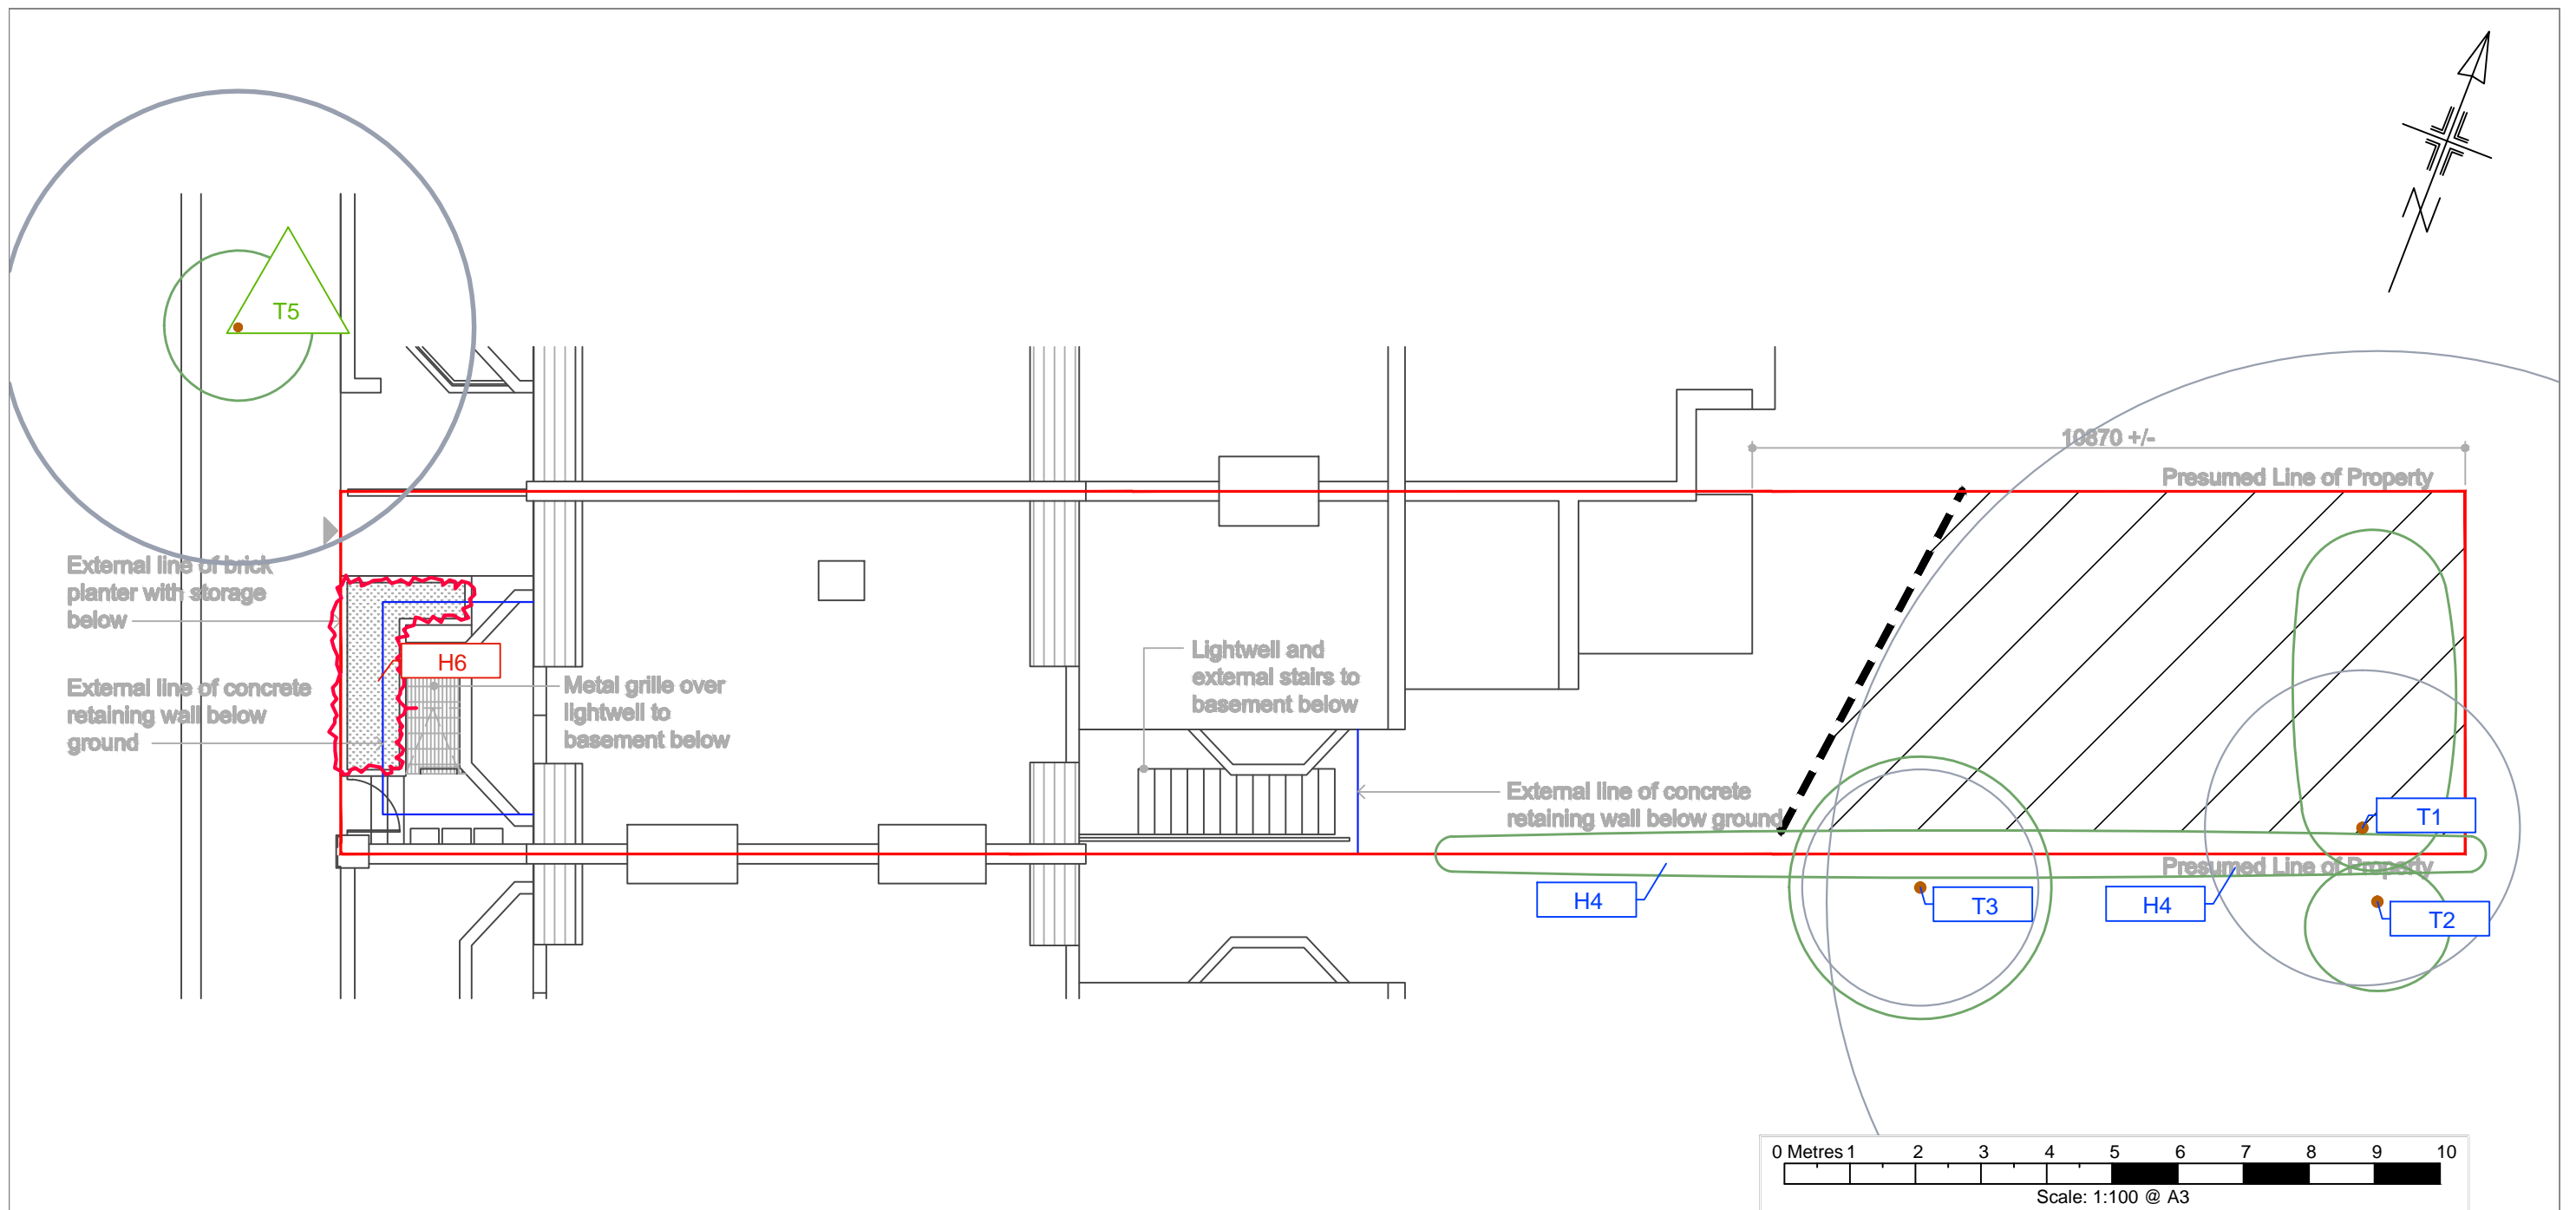 T5
10870 +/-
Presumed Line of Property
External line of brick
planter with storage
below
H6
External line of concrete
retaining wall below
ground
Metal grille over
lightwell to
basement below
Lightwell and
external stairs to
basement below
External line of concrete
retaining wall below ground
T1
Presumed Line of Property
H4
T3
H4
T2
N
0 Metres 1 2 3 4 5 6 7 8 9 10
Scale: 1:100 @ A3